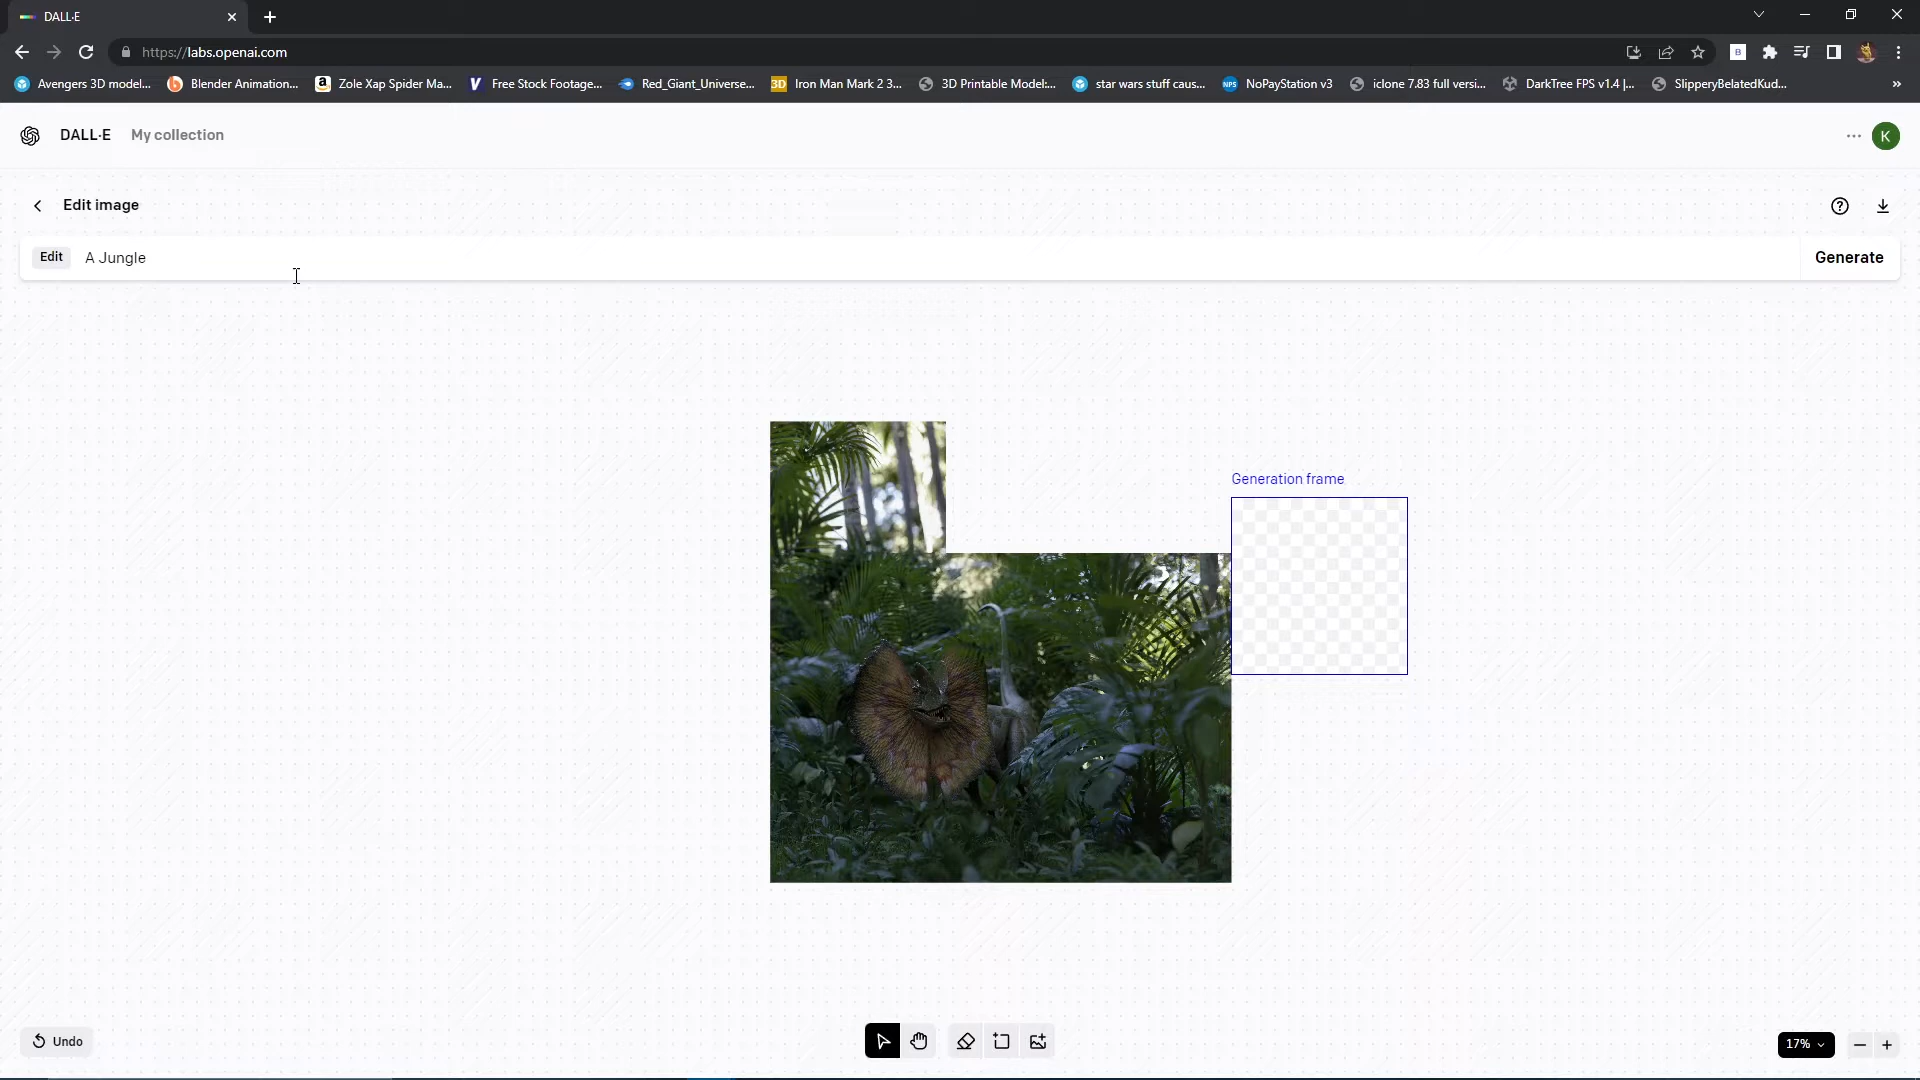 DALL·E
https://labs.openai.com
Avengers 3D model...
Blender Animation...
Zole Xap Spider Ma...
Free Stock Footage...
Red_Giant_Universe...
3D Iron Man Mark 2 3...
3D Printable Model:...
star wars stuff caus...
NPS NoPayStation v3
iclone 7.83 full versi...
DarkTree FPS v1.4 |...
SlipperyBelatedKud...
»
DALL·E My collection
... K
Edit image
Edit A Jungle Generate
Generation frame
Undo
17%